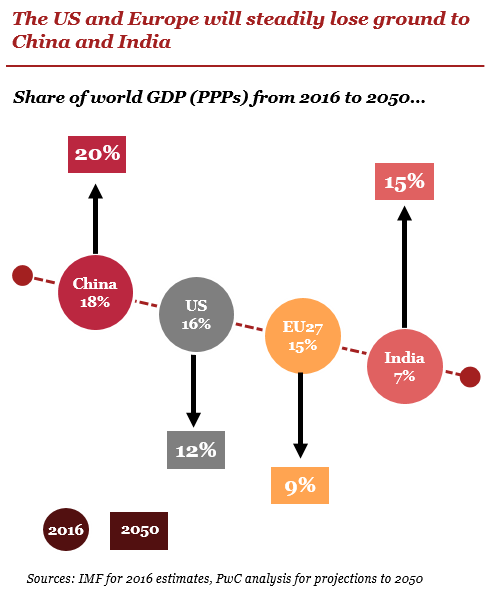 The US and Europe will steadily lose ground to
China and India
Share of world GDP (PPPs) from 2016 to 2050...
20%
15%
China
18%
US
16%
EU27
15%
India
7%
12%
9%
2016
2050
Sources: IMF for 2016 estimates, PwC analysis for projections to 2050